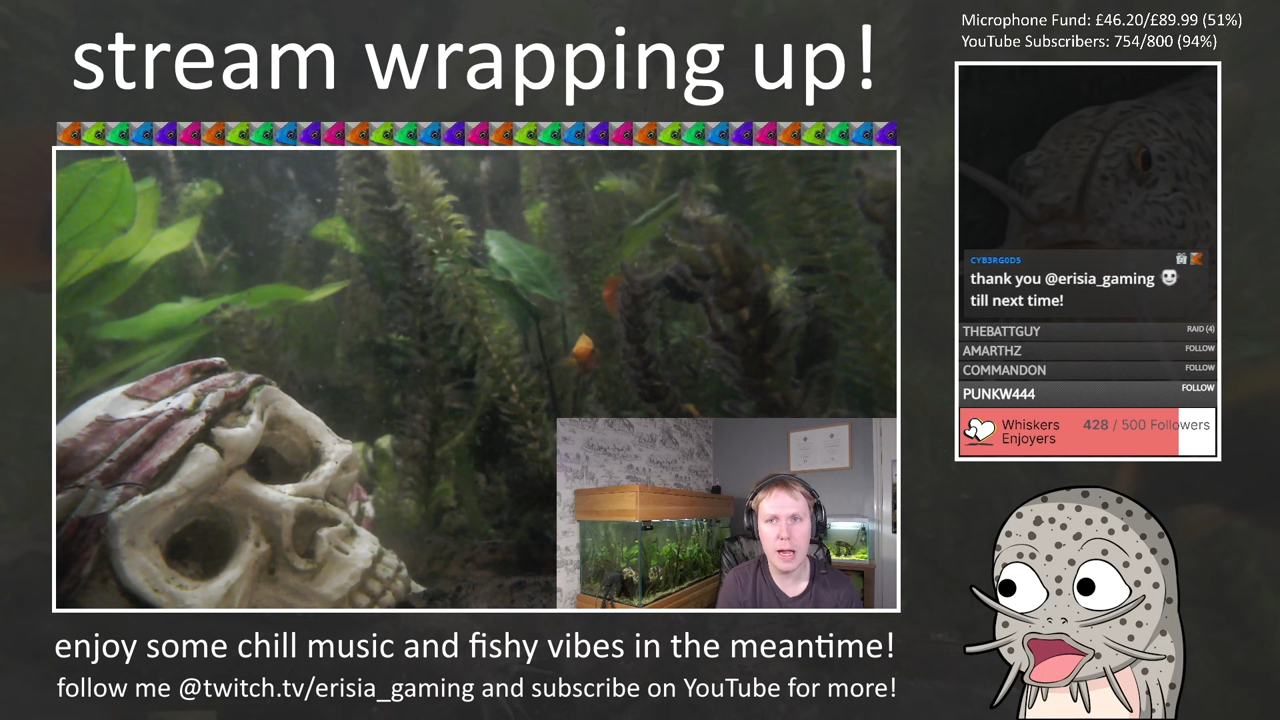 stream wrapping up!
Microphone Fund: £46.20/£89.99 (51%)
YouTube Subscribers: 754/800 (94%)
CYB3RG0D5
thank you @erisia_gaming
till next time!
THEBATTGUY RAID (4)
AMARTHZ FOLLOW
COMMANDON FOLLOW
PUNKW444 FOLLOW
Whiskers
Enjoyers
428 / 500 Followers
enjoy some chill music and fishy vibes in the meantime!
follow me @twitch.tv/erisia_gaming and subscribe on YouTube for more!